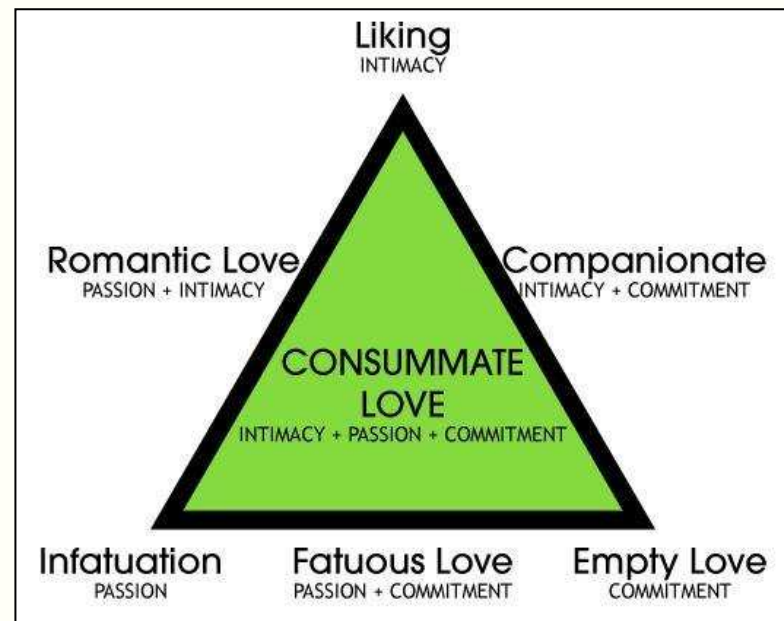 Liking
INTIMACY
Romantic Love
PASSION + INTIMACY
Companionate
INTIMACY + COMMITMENT
CONSUMMATE
LOVE
INTIMACY + PASSION + COMMITMENT
Infatuation
PASSION
Fatuous Love
PASSION + COMMITMENT
Empty Love
COMMITMENT